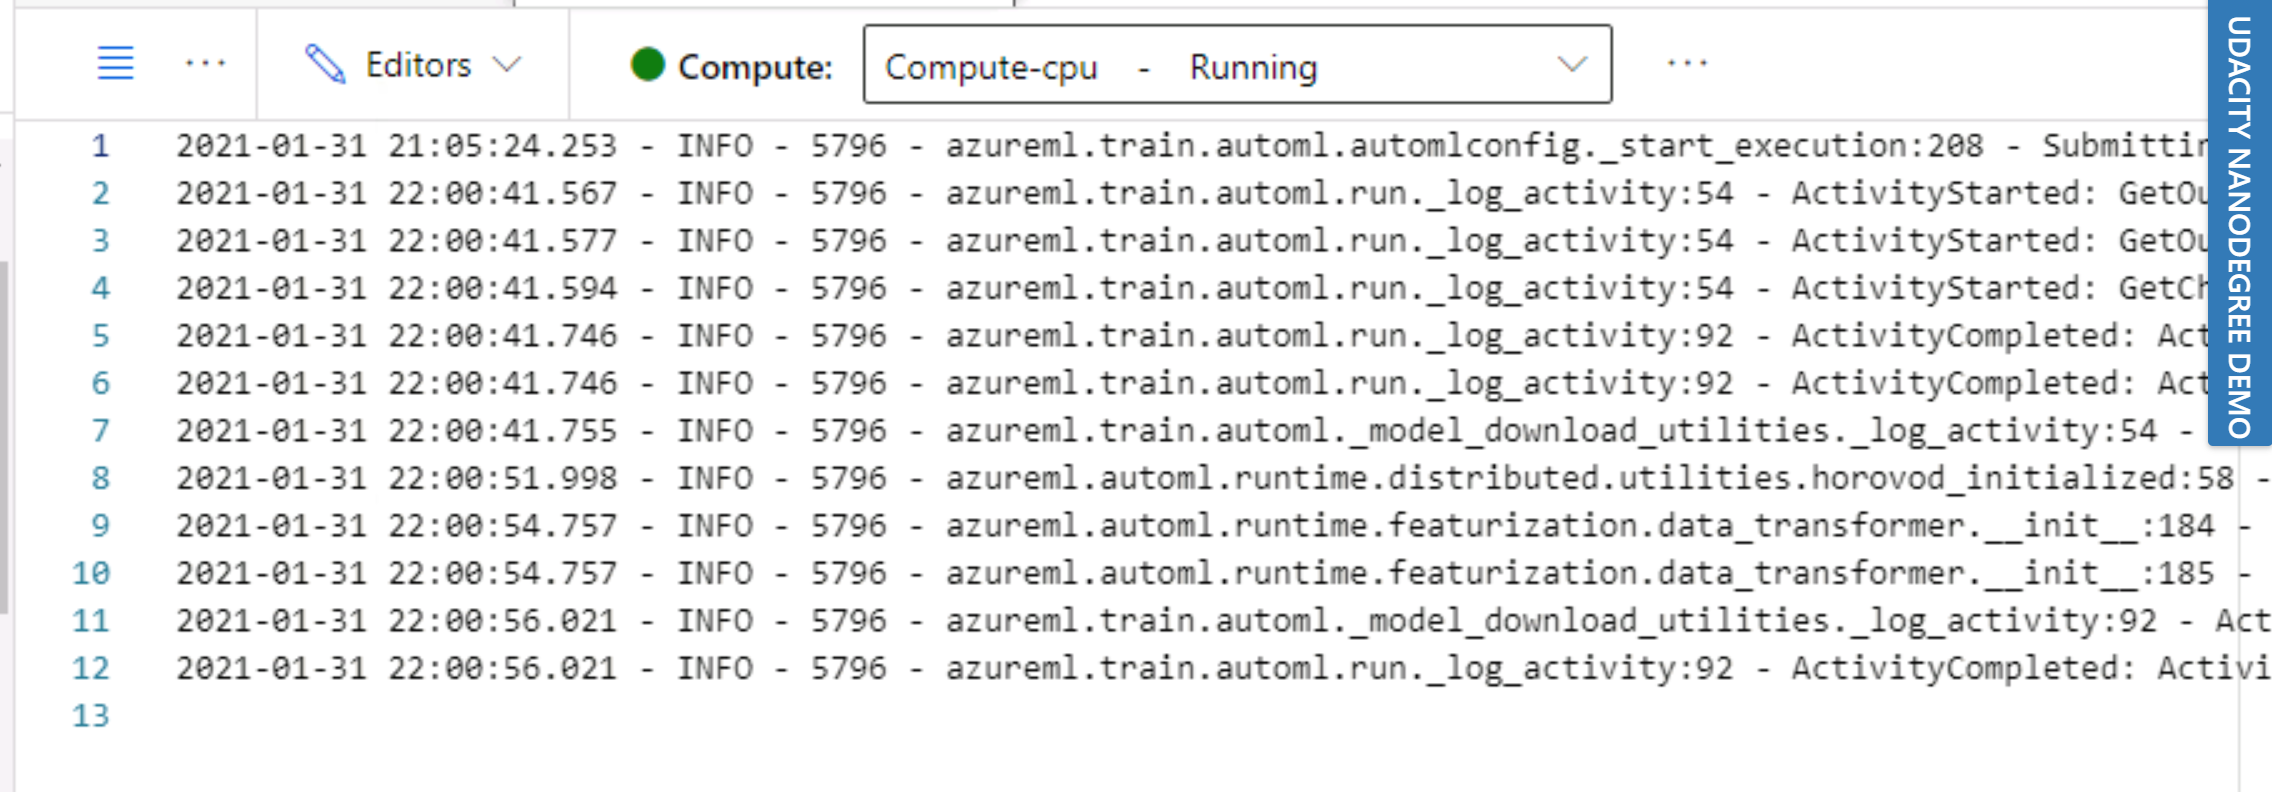 ··· Editors Compute: Compute-cpu - Running ···
1 2021-01-31 21:05:24.253 - INFO - 5796 - azureml.train.automl.automlconfig._start_execution:208 -
2 2021-01-31 22:00:41.567 - INFO - 5796 - azureml.train.automl.run._log_activity:54 - ActivityStarted:
3 2021-01-31 22:00:41.577 - INFO - 5796 - azureml.train.automl.run._log_activity:54 - ActivityStarted:
4 2021-01-31 22:00:41.594 - INFO - 5796 - azureml.train.automl.run._log_activity:54 - ActivityStarted:
5 2021-01-31 22:00:41.746 - INFO - 5796 - azureml.train.automl.run._log_activity:92 - ActivityCompleted: Act
6 2021-01-31 22:00:41.746 - INFO - 5796 - azureml.train.automl.run._log_activity:92 - ActivityCompleted: Act
7 2021-01-31 22:00:41.755 - INFO - 5796 - azureml.train.automl._model_download_utilities._log_activity:54 -
8 2021-01-31 22:00:51.998 - INFO - 5796 - azureml.automl.runtime.distributed.utilities.horovod_initialized:58 -
9 2021-01-31 22:00:54.757 - INFO - 5796 - azureml.automl.runtime.featurization.data_transformer.__init__:184 -
10 2021-01-31 22:00:54.757 - INFO - 5796 - azureml.automl.runtime.featurization.data_transformer.__init__:185 -
11 2021-01-31 22:00:56.021 - INFO - 5796 - azureml.train.automl._model_download_utilities._log_activity:92 - Act
12 2021-01-31 22:00:56.021 - INFO - 5796 - azureml.train.automl.run._log_activity:92 - ActivityCompleted: Activi
13
UDACITY NANODEGREE DEMO